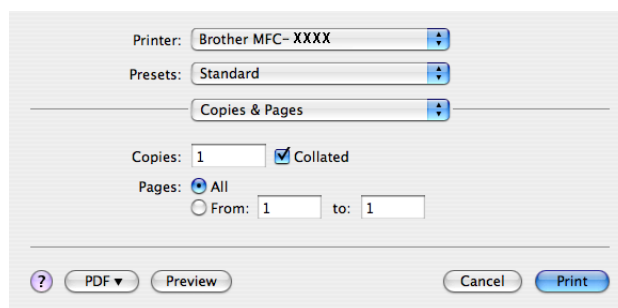 Printer: Brother MFC-XXXX
Presets: Standard
Copies & Pages
Copies: 1 Collated
Pages: All
From: 1 to: 1
? PDF ▼ Preview Cancel Print